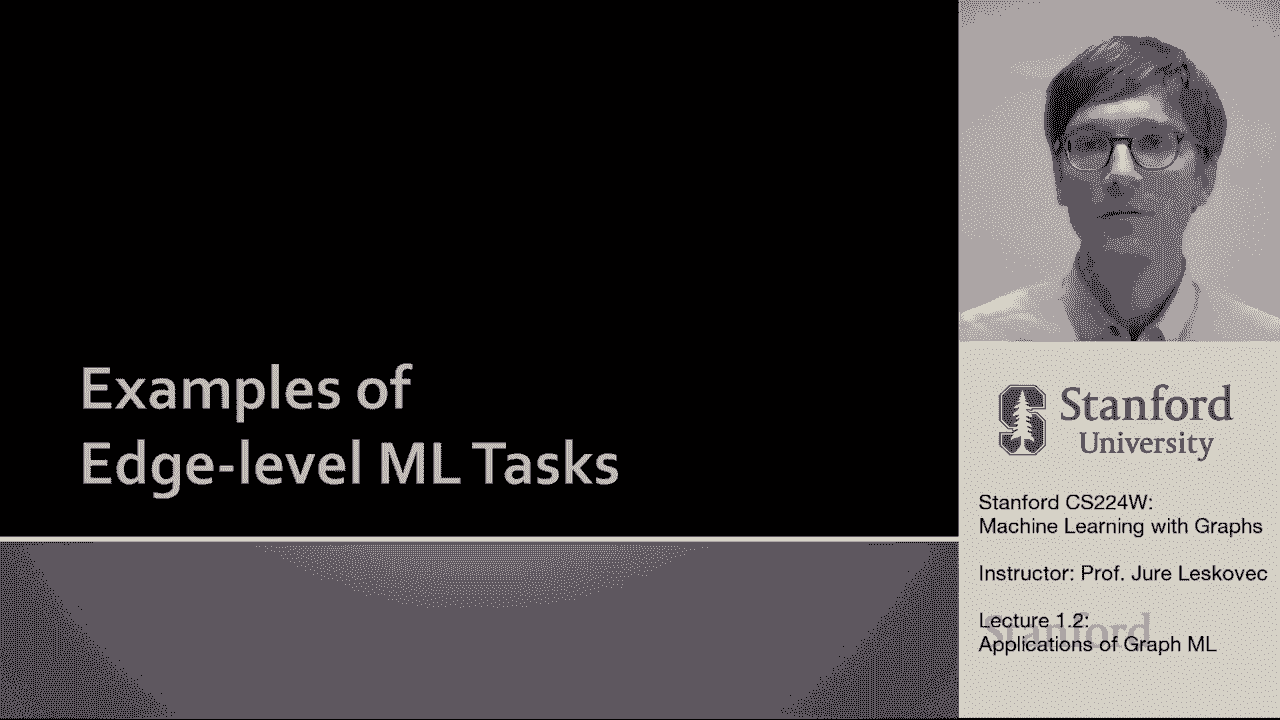 Examples of
Edge-level ML Tasks
Stanford
University
Stanford CS224W:
Machine Learning with Graphs
Instructor: Prof. Jure Leskovec
Lecture 1.2:
Stanford
Applications of Graph ML